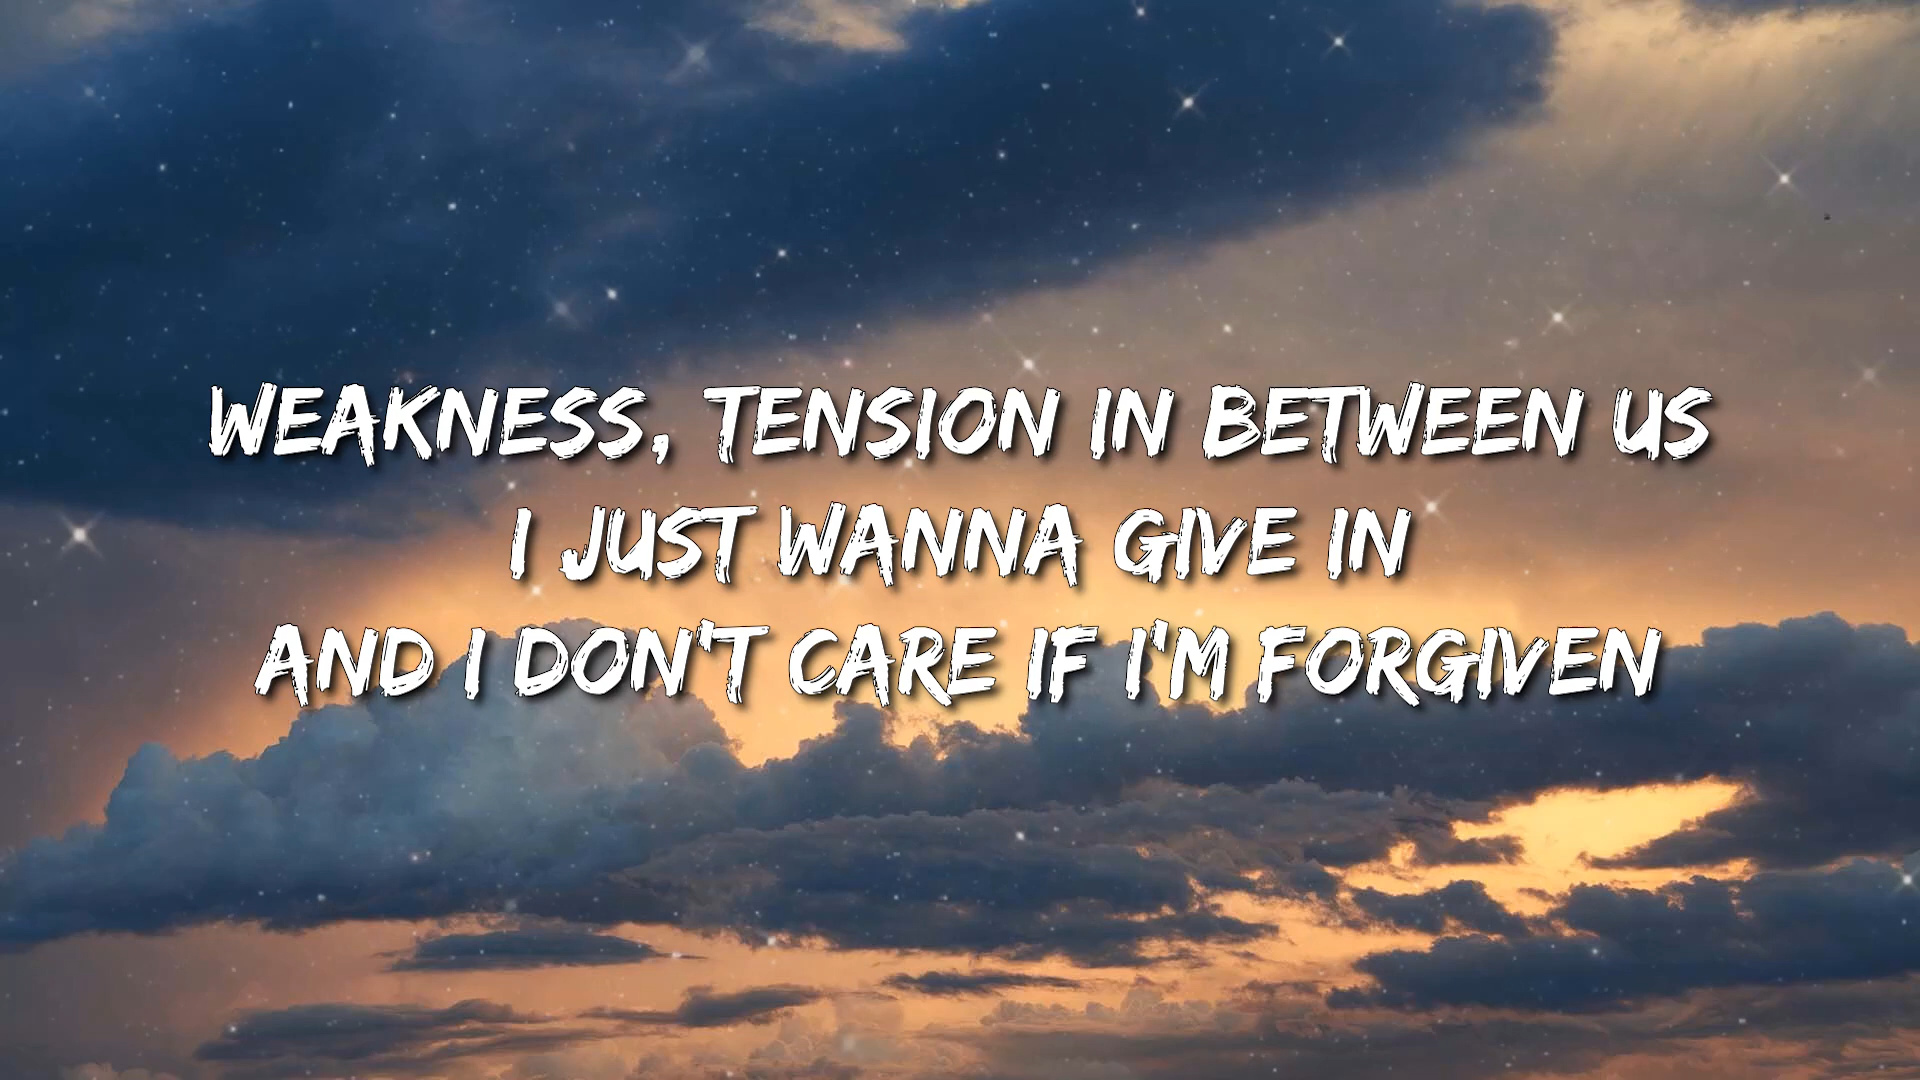 WEAKNESS, TENSION IN BETWEEN US
I JUST WANNA GIVE IN
AND I DON'T CARE IF I'M FORGIVEN